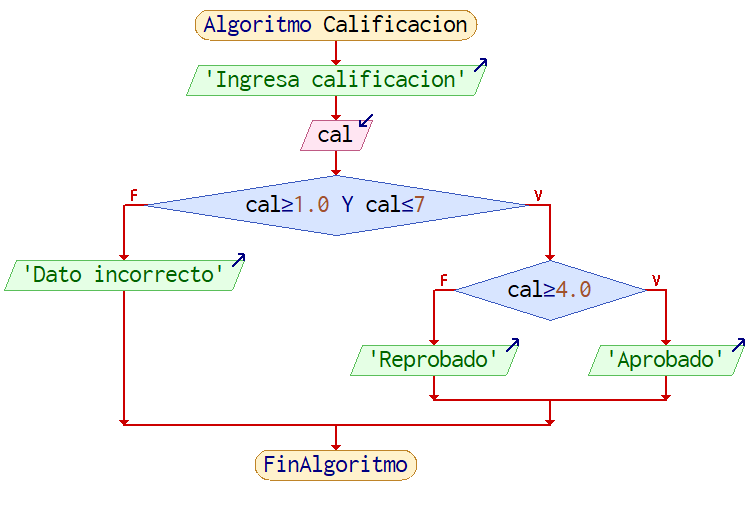 Algoritmo Calificacion
'Ingresa calificacion'
cal
F
V
cal≥1.0 Y cal≤7
'Dato incorrecto'
F
V
cal≥4.0
'Reprobado'
'Aprobado'
FinAlgoritmo